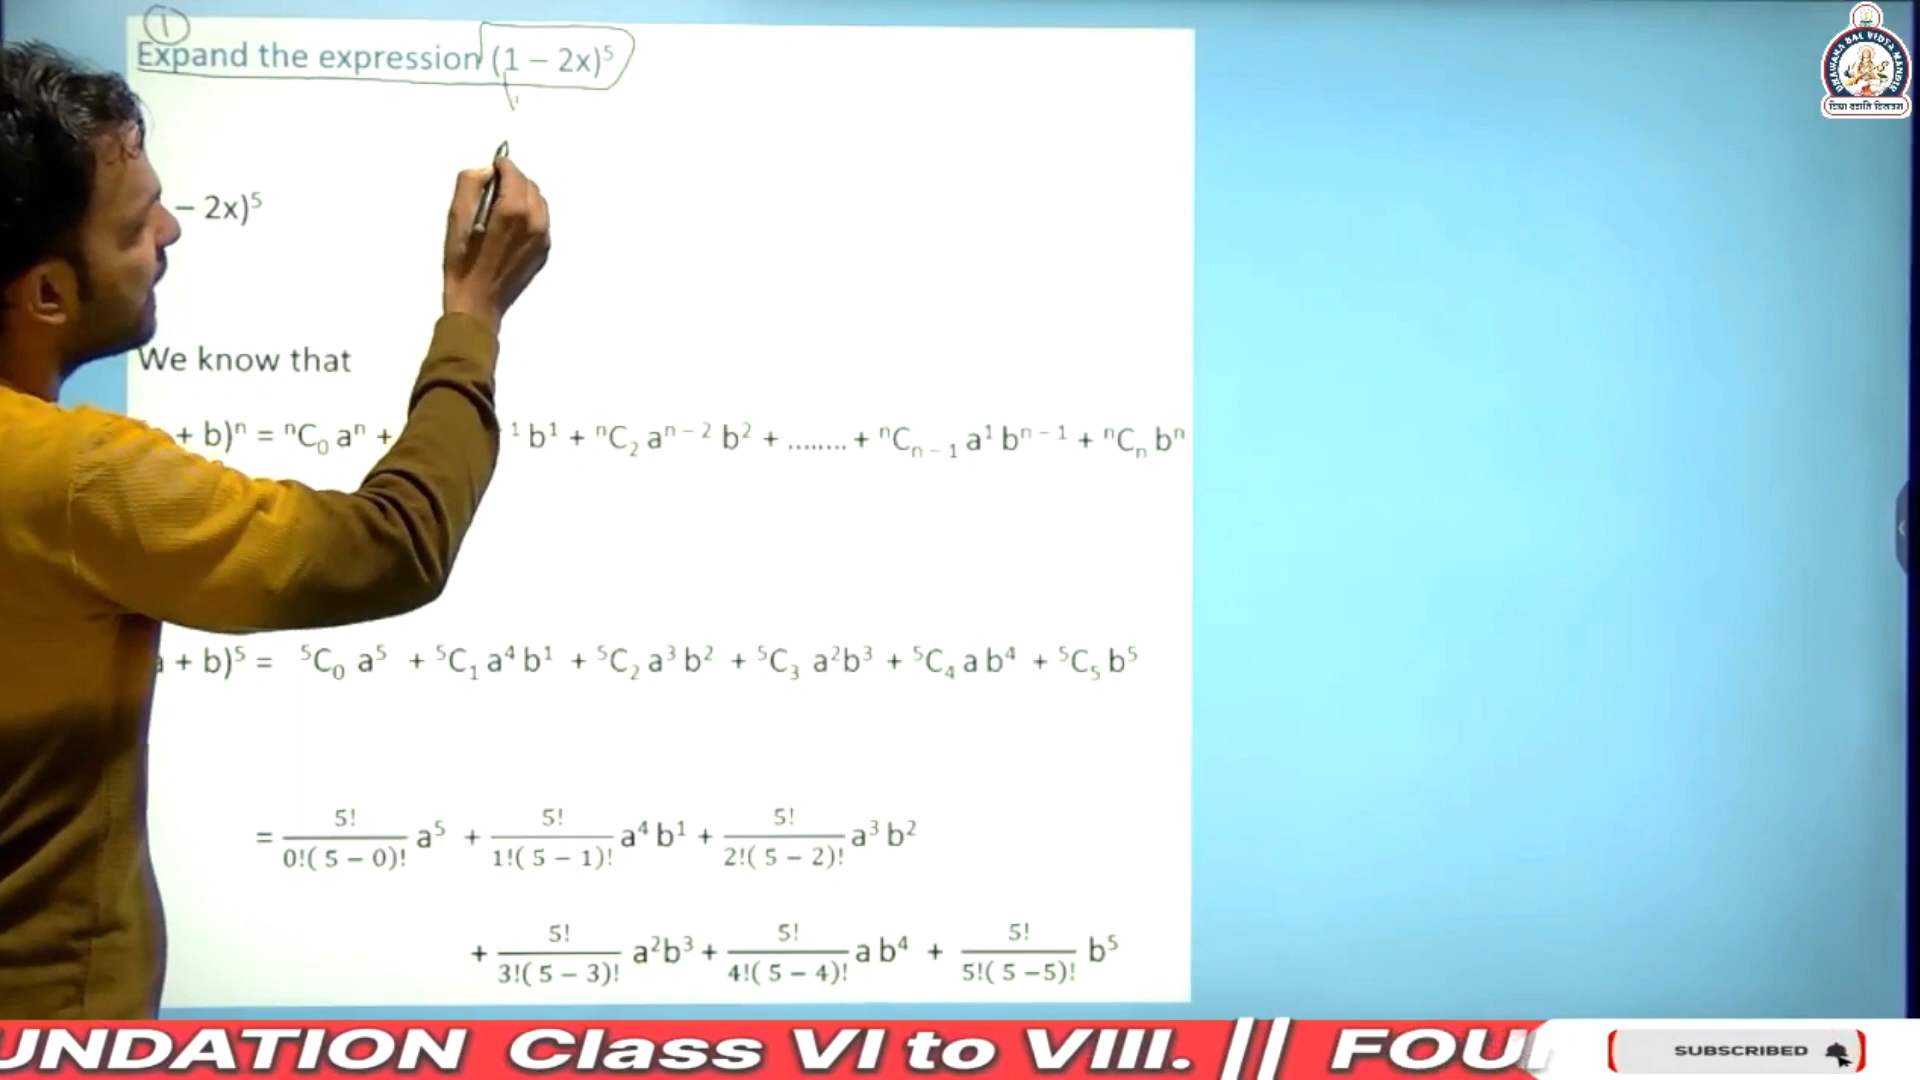 ①
Expand the expression (1 − 2x)⁵
− 2x)⁵
We know that
+ b)ⁿ = ⁿC₀ aⁿ + ¹ b¹ + ⁿC₂ aⁿ⁻² b² + ........ + ⁿCₙ₋₁ a¹ bⁿ⁻¹ + ⁿCₙ bⁿ
a + b)⁵ = ⁵C₀ a⁵ + ⁵C₁ a⁴ b¹ + ⁵C₂ a³ b² + ⁵C₃ a²b³ + ⁵C₄ a b⁴ + ⁵C₅ b⁵
= 5!/0!( 5 − 0)! a⁵ + 5!/1!( 5 − 1)! a⁴ b¹ + 5!/2!( 5 − 2)! a³ b²
+ 5!/3!( 5 − 3)! a²b³ + 5!/4!( 5 − 4)! a b⁴ + 5!/5!( 5 −5)! b⁵
BHAWANA BAL VIDYA MANDIR
UNDATION Class VI to VIII. || FOU
SUBSCRIBED